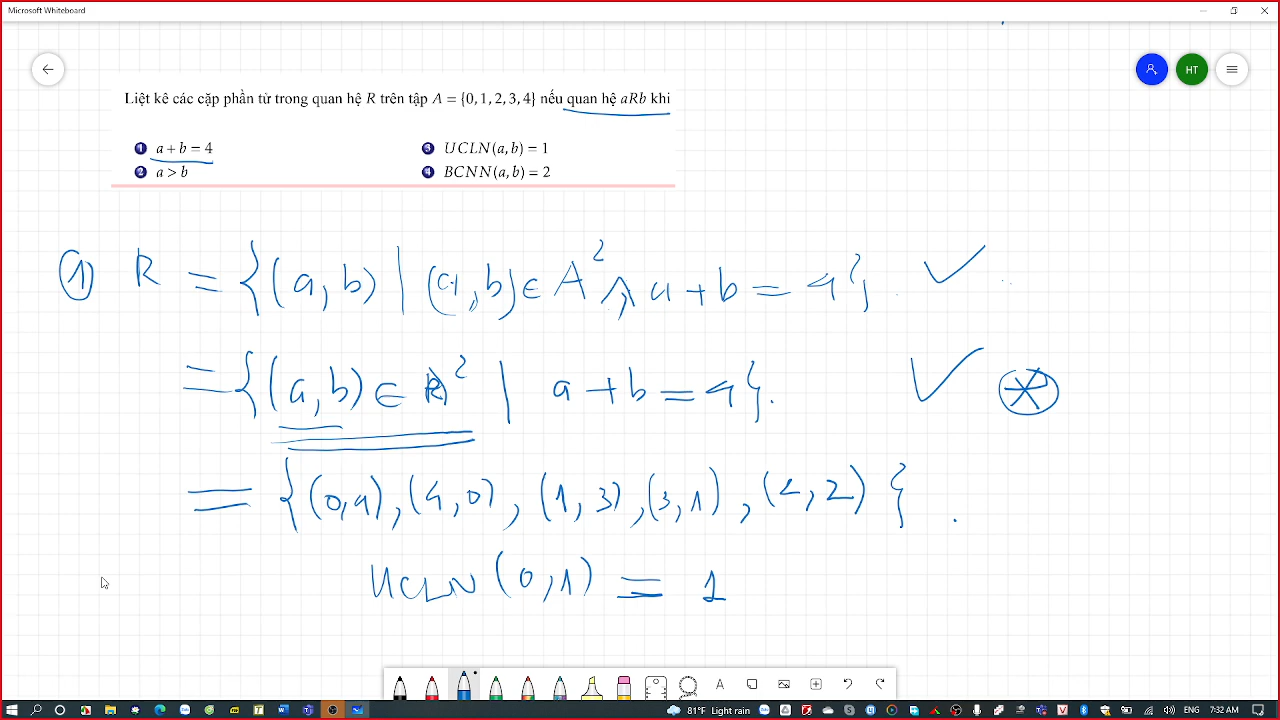 Microsoft Whiteboard
HT
Liệt kê các cặp phần tử trong quan hệ R trên tập A = {0, 1, 2, 3, 4} nếu quan hệ aRb khi
1 a + b = 4
3 UCLN(a, b) = 1
2 a > b
4 BCNN(a, b) = 2
1 R = {(a, b) | (a, b) ∈ A² ∧ a + b = 4}.
= {(a, b) ∈ A² | a + b = 4}.
= {(0, 4), (4, 0), (1, 3), (3, 1), (2, 2)}.
UCLN(0, 1) = 1
A
81°F Light rain
ENG
7:32 AM